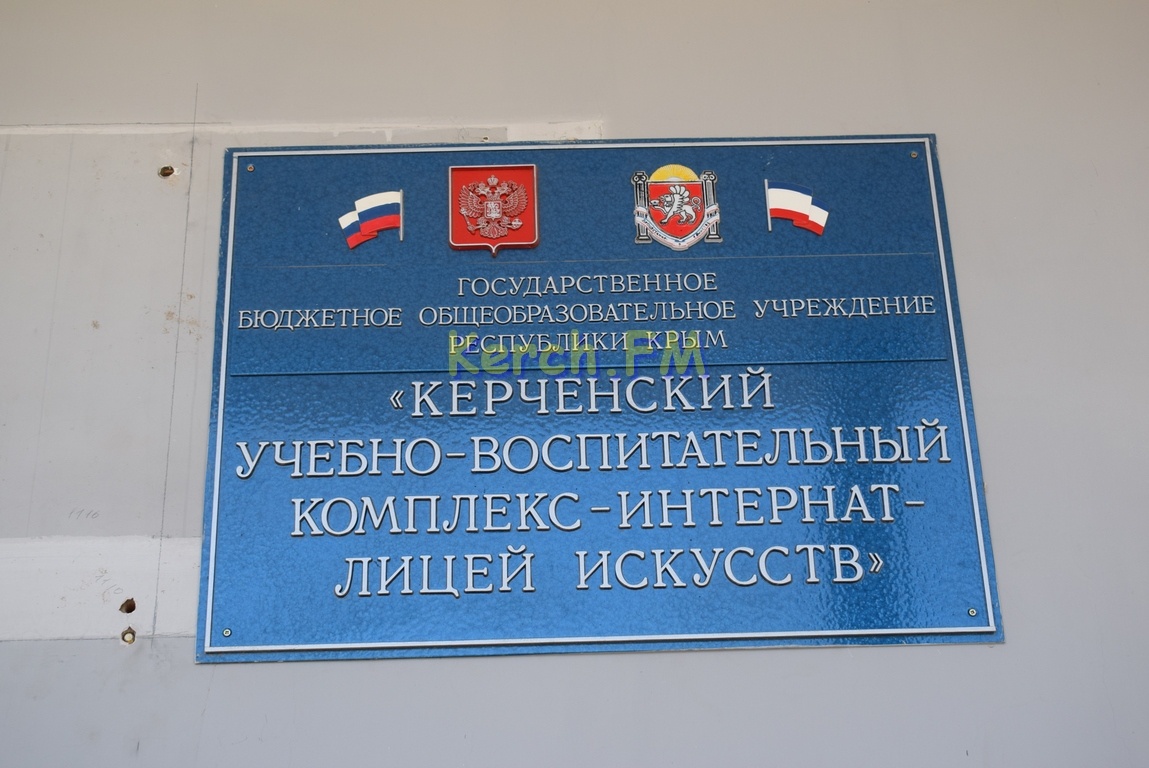 ГОСУДАРСТВЕННОЕ
БЮДЖЕТНОЕ ОБЩЕОБРАЗОВАТЕЛЬНОЕ УЧРЕЖДЕНИЕ
РЕСПУБЛИКИ КРЫМ
Kerch.FM
«КЕРЧЕНСКИЙ
УЧЕБНО-ВОСПИТАТЕЛЬНЫЙ
КОМПЛЕКС-ИНТЕРНАТ-
ЛИЦЕЙ ИСКУССТВ»